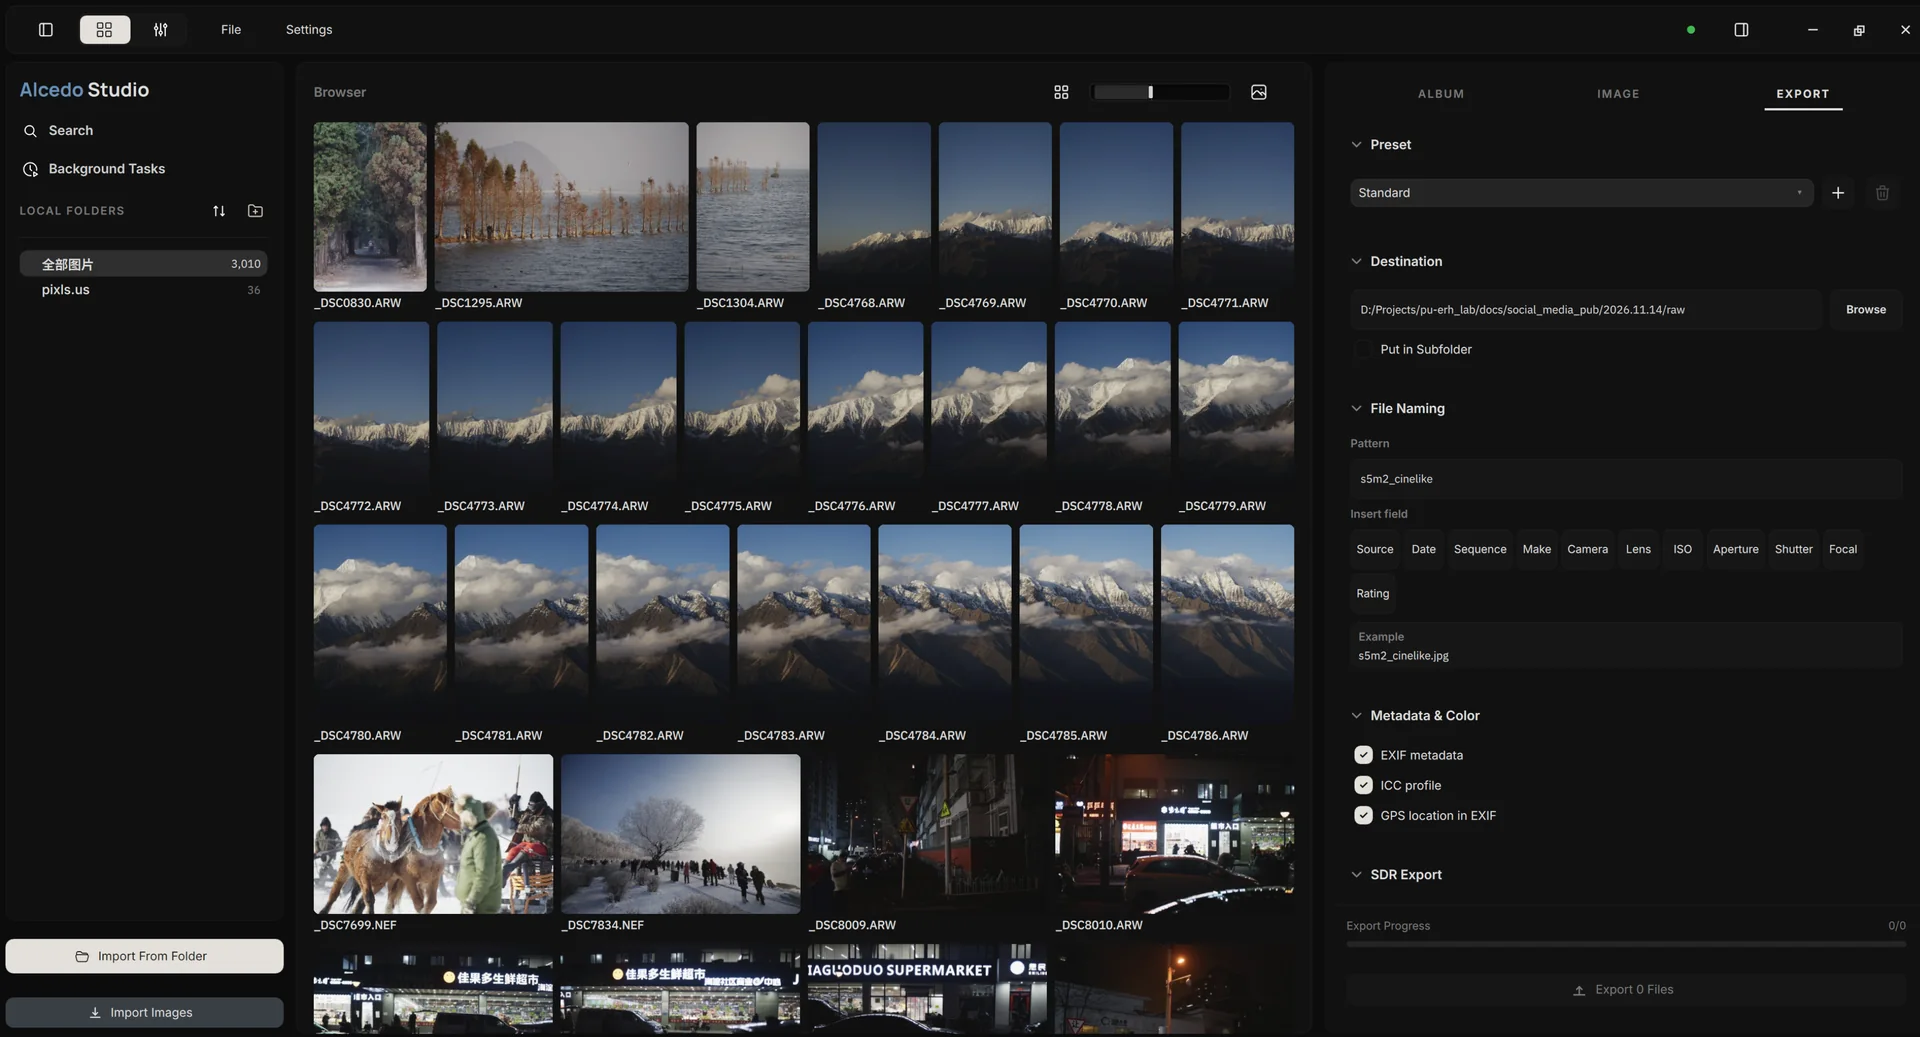 File
Settings
Alcedo Studio
Search
Background Tasks
LOCAL FOLDERS
全部图片 3,010
pixls.us 36
Import From Folder
Import Images
Browser
_DSC0830.ARW
_DSC1295.ARW
_DSC1304.ARW
_DSC4768.ARW
_DSC4769.ARW
_DSC4770.ARW
_DSC4771.ARW
_DSC4772.ARW
_DSC4773.ARW
_DSC4774.ARW
_DSC4775.ARW
_DSC4776.ARW
_DSC4777.ARW
_DSC4778.ARW
_DSC4779.ARW
_DSC4780.ARW
_DSC4781.ARW
_DSC4782.ARW
_DSC4783.ARW
_DSC4784.ARW
_DSC4785.ARW
_DSC4786.ARW
_DSC7699.NEF
_DSC7834.NEF
_DSC8009.ARW
_DSC8010.ARW
佳果多生鲜超市
佳果多生鲜超市
IAGUODUO SUPERMARKET
ALBUM
IMAGE
EXPORT
Preset
Standard
Destination
D:/Projects/pu-erh_lab/docs/social_media_pub/2026.11.14/raw
Browse
Put in Subfolder
File Naming
Pattern
s5m2_cinelike
Insert field
Source Date Sequence Make Camera Lens ISO Aperture Shutter Focal
Rating
Example
s5m2_cinelike.jpg
Metadata & Color
EXIF metadata
ICC profile
GPS location in EXIF
SDR Export
Export Progress 0/0
Export 0 Files